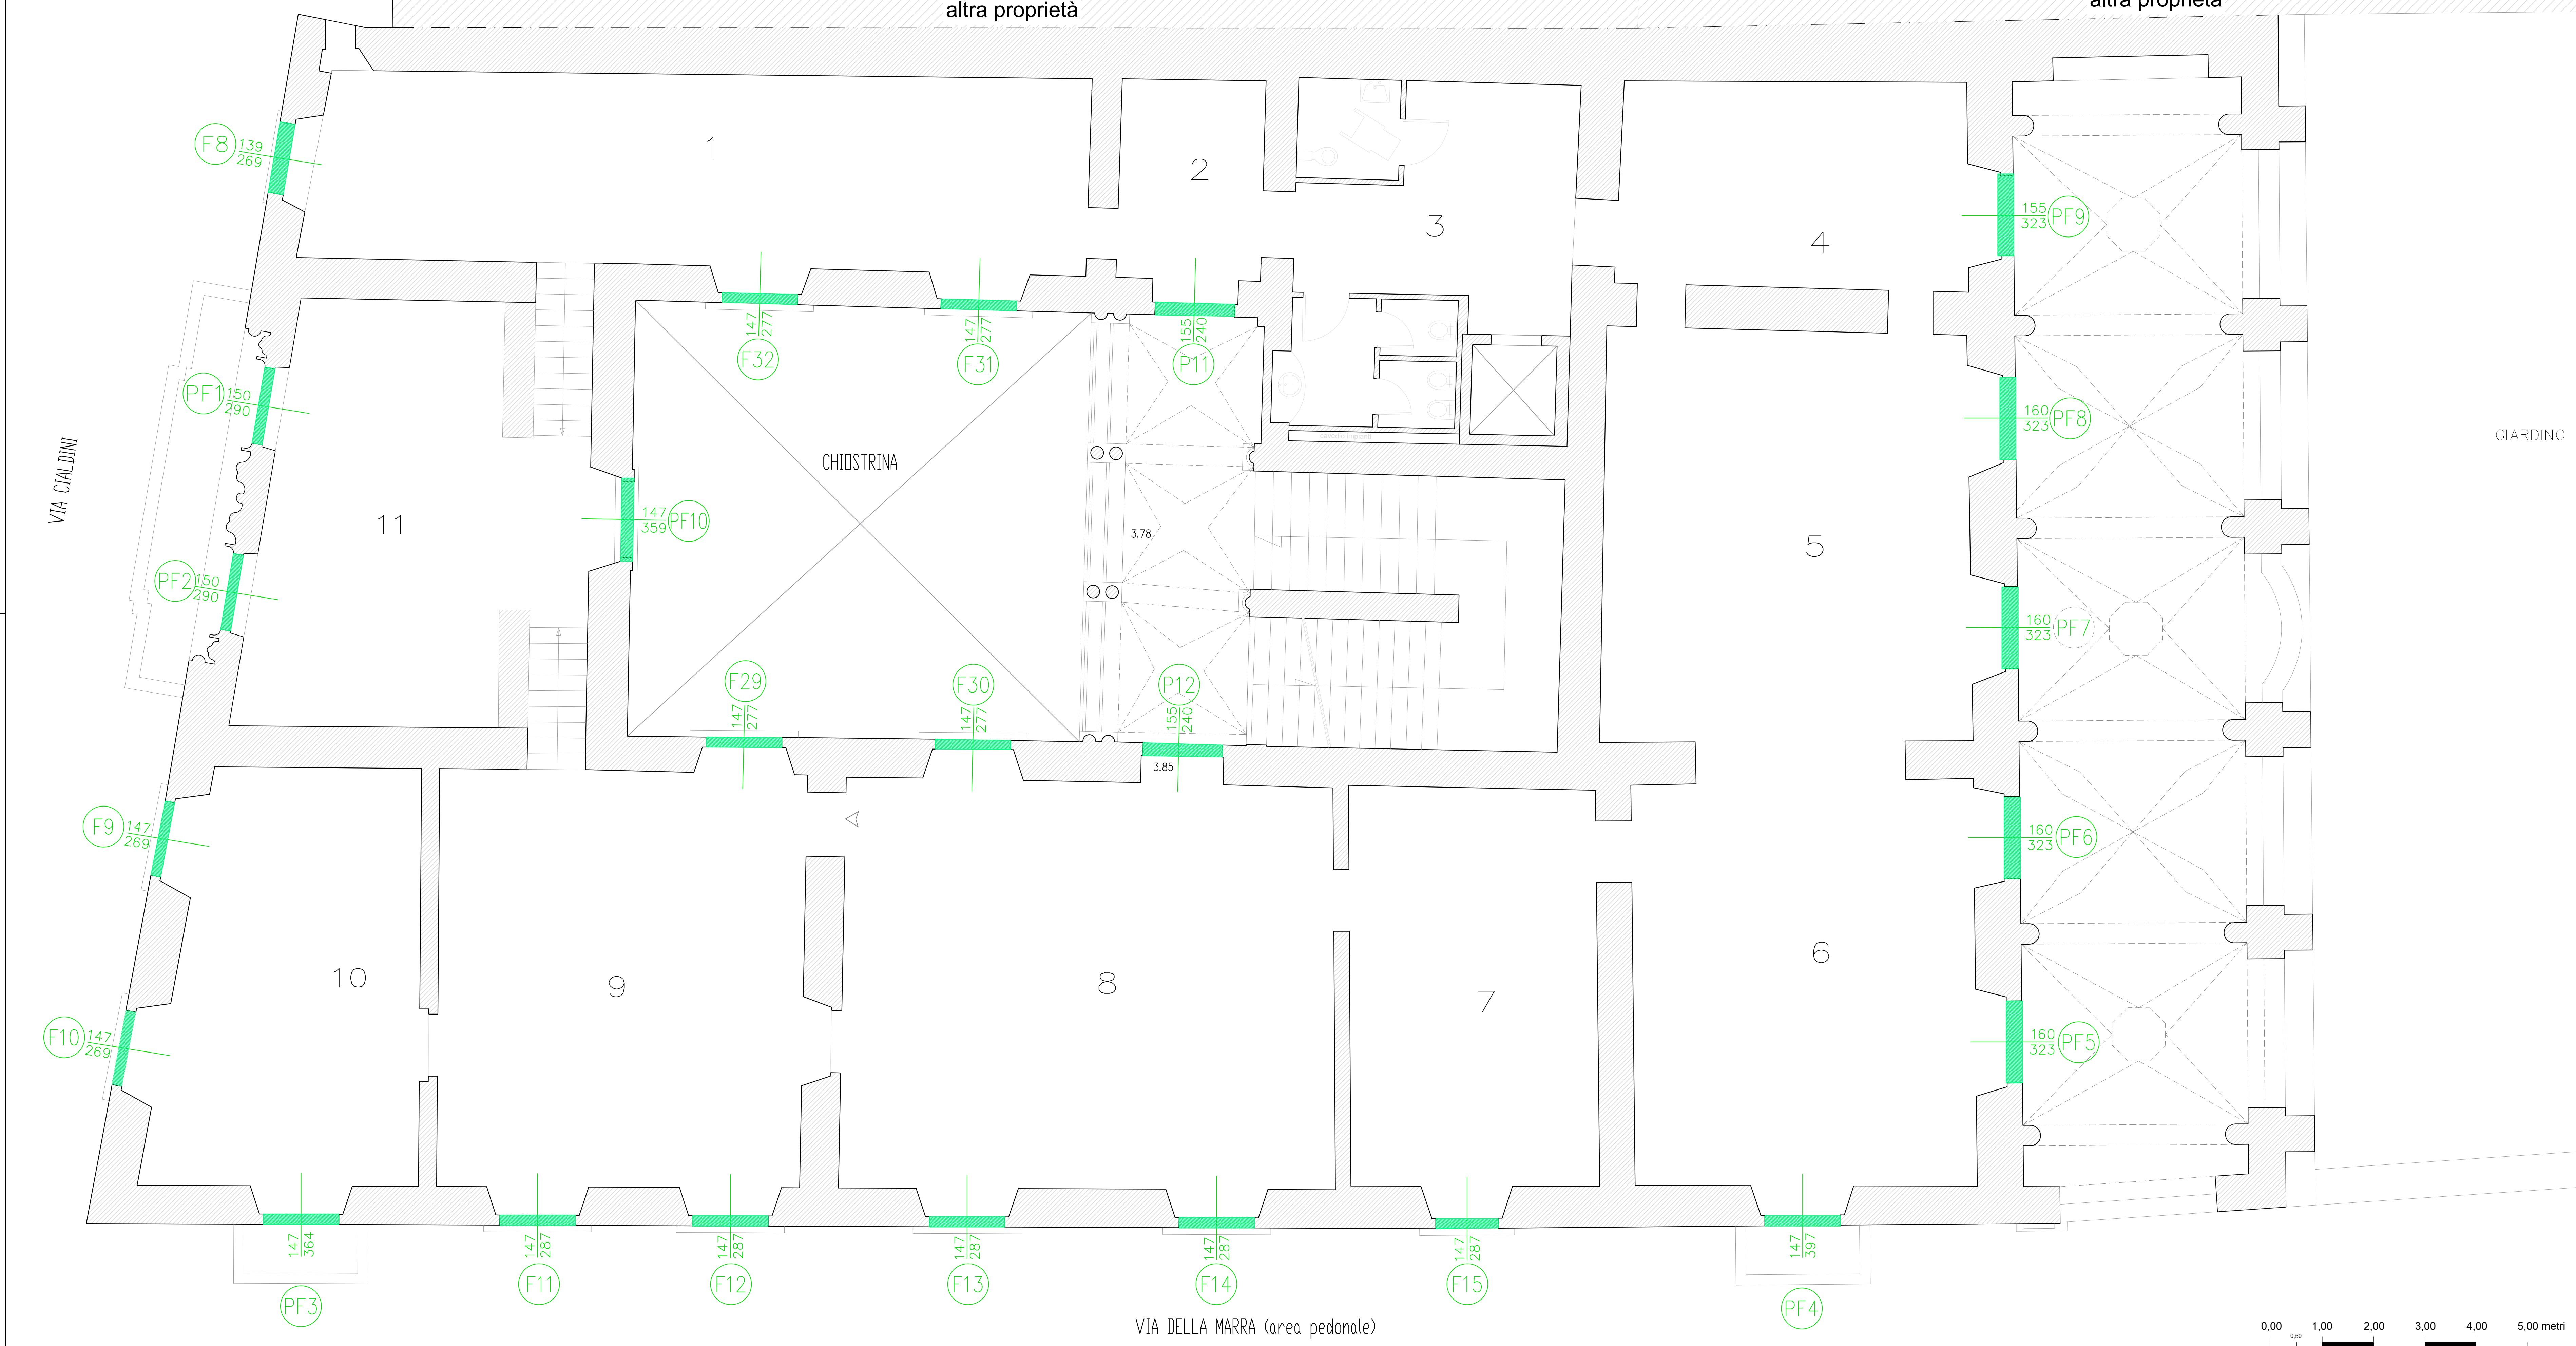 altra proprietà
altra proprietà
F8 139
269
1
2
3
4
155
323 PF9
147
277
F32
147
277
F31
155
240
P11
PF1 150
290
160
323 PF8
GIARDINO
VIA CIALDINI
CHIOSTRINA
11
147
359 PF10
3.78
5
PF2 150
290
160
323 PF7
F29
147
277
F30
147
277
P12
155
240
3.85
F9 147
269
160
323 PF6
6
10
9
8
7
F10 147
269
160
323 PF5
147
364
PF3
147
287
F11
147
287
F12
147
287
F13
147
287
F14
147
287
F15
147
397
PF4
VIA DELLA MARRA (area pedonale)
0,00 1,00 2,00 3,00 4,00 5,00 metri
0,50